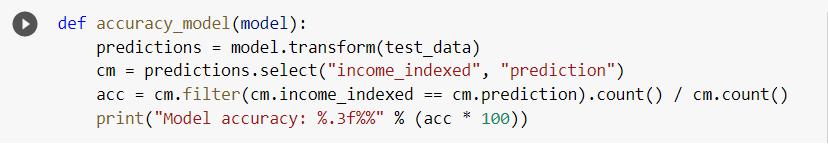 def accuracy_model(model):
    predictions = model.transform(test_data)
    cm = predictions.select("income_indexed", "prediction")
    acc = cm.filter(cm.income_indexed == cm.prediction).count() / cm.count()
    print("Model accuracy: %.3f%%" % (acc * 100))